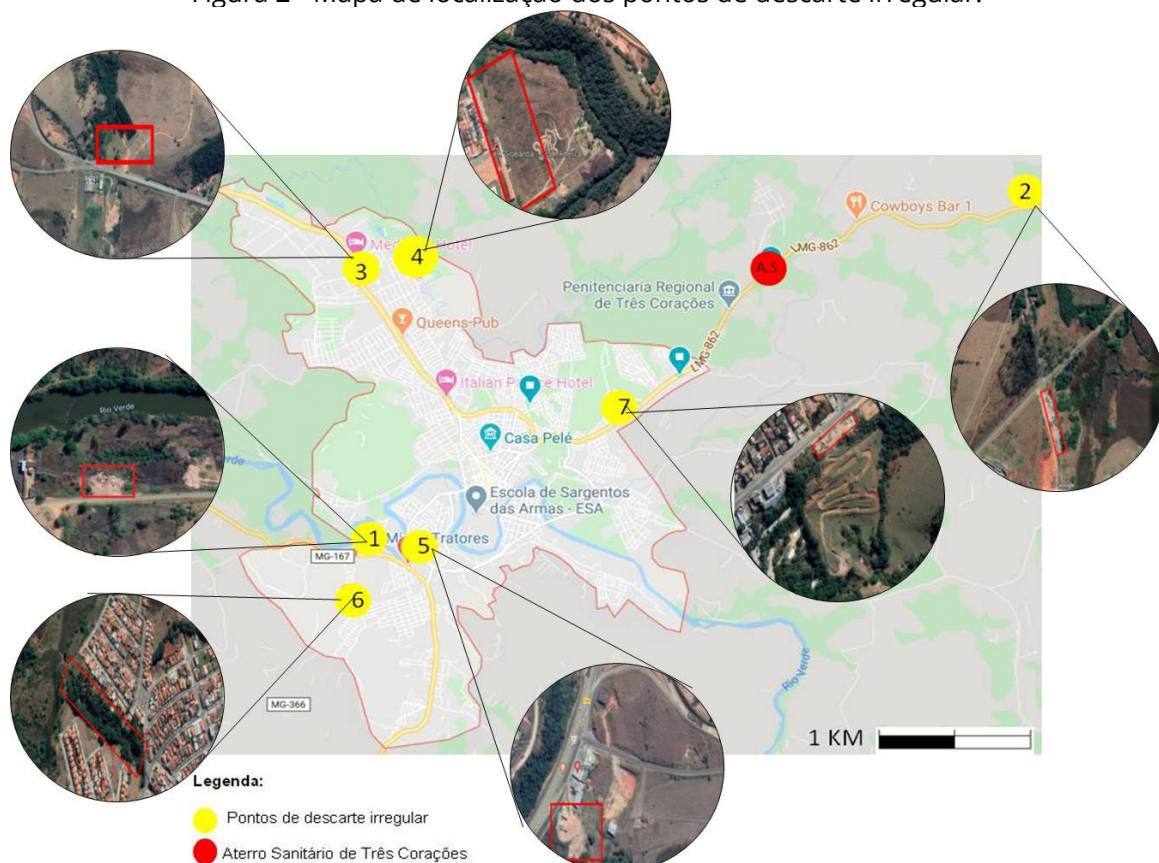 Figura 2 - Mapa de localização dos pontos de descarte irregular.
2
Cowboys Bar 1
LMG-862
A.S
3
4
Hotel
Penitenciaria Regional
de Três Corações
Queens Pub
LMG-862
Rio Verde
Italian
e Hotel
7
Casa Pelé
Escola de Sargentos
das Armas - ESA
1
Tratores
5
MG-167
6
Rio Verde
MG-366
1 KM
Legenda:
Pontos de descarte irregular
Aterro Sanitário de Três Corações